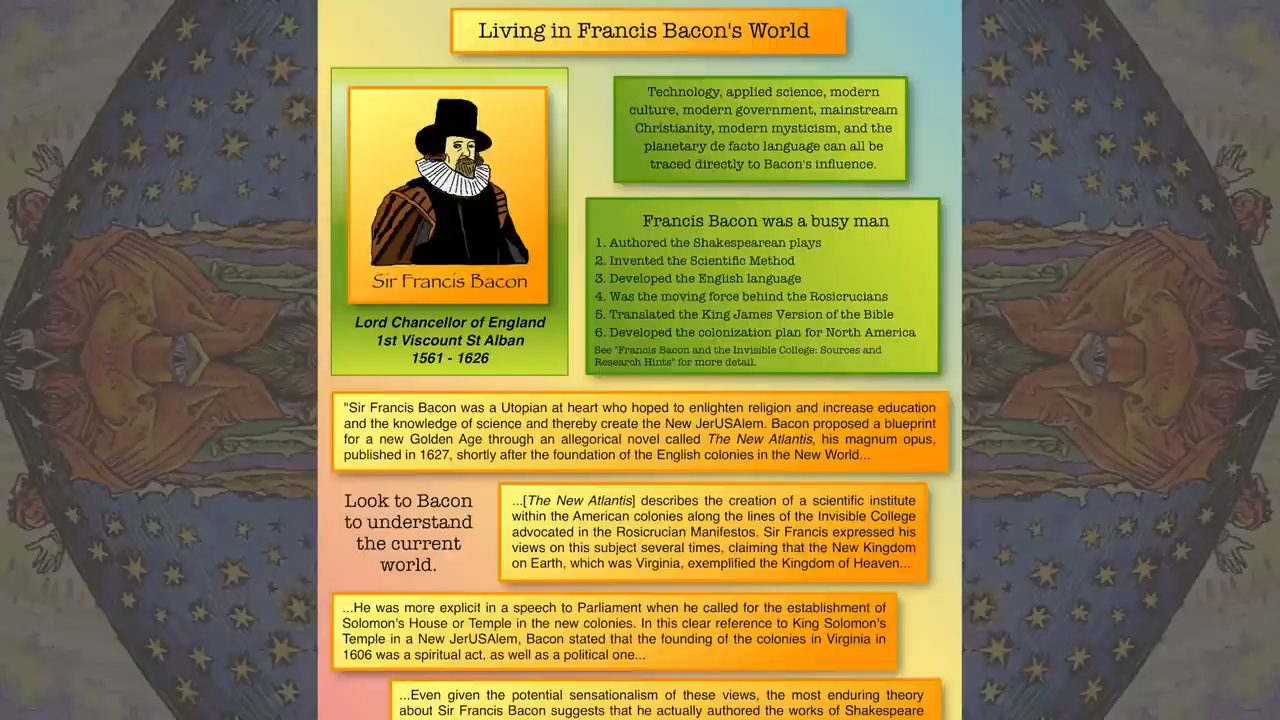 Living in Francis Bacon's World
Technology, applied science, modern
culture, modern government, mainstream
Christianity, modern mysticism, and the
planetary de facto language can all be
traced directly to Bacon's influence.
Sir Francis Bacon
Lord Chancellor of England
1st Viscount St Alban
1561 - 1626
Francis Bacon was a busy man
1. Authored the Shakespearean plays
2. Invented the Scientific Method
3. Developed the English language
4. Was the moving force behind the Rosicrucians
5. Translated the King James Version of the Bible
6. Developed the colonization plan for North America
See "Francis Bacon and the Invisible College: Sources and
Research Hints" for more detail.
"Sir Francis Bacon was a Utopian at heart who hoped to enlighten religion and increase education
and the knowledge of science and thereby create the New JerUSAlem. Bacon proposed a blueprint
for a new Golden Age through an allegorical novel called The New Atlantis, his magnum opus,
published in 1627, shortly after the foundation of the English colonies in the New World...
Look to Bacon
to understand
the current
world.
...[The New Atlantis] describes the creation of a scientific institute
within the American colonies along the lines of the Invisible College
advocated in the Rosicrucian Manifestos. Sir Francis expressed his
views on this subject several times, claiming that the New Kingdom
on Earth, which was Virginia, exemplified the Kingdom of Heaven...
...He was more explicit in a speech to Parliament when he called for the establishment of
Solomon's House or Temple in the new colonies. In this clear reference to King Solomon's
Temple in a New JerUSAlem, Bacon stated that the founding of the colonies in Virginia in
1606 was a spiritual act, as well as a political one...
...Even given the potential sensationalism of these views, the most enduring theory
about Sir Francis Bacon suggests that he actually authored the works of Shakespeare